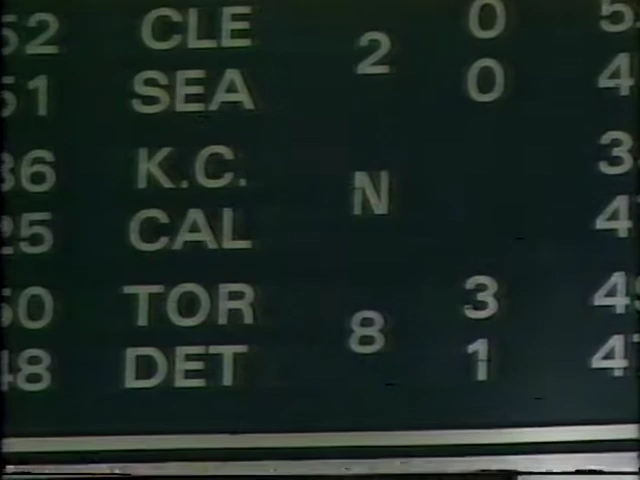 52 CLE 0 5
2
51 SEA 0 4
36 K.C. 3
N
25 CAL 4
50 TOR 3 4
8
48 DET 1 4